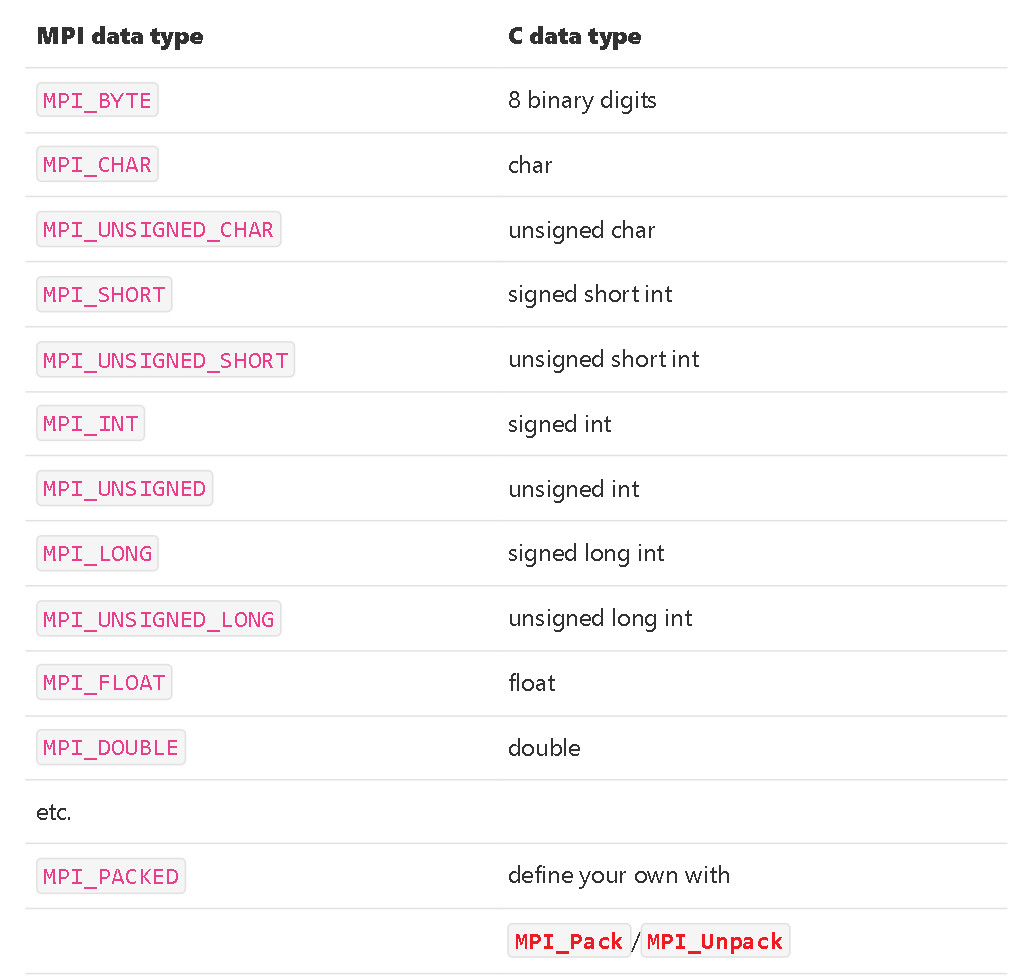 MPI data type C data type
MPI_BYTE 8 binary digits
MPI_CHAR char
MPI_UNSIGNED_CHAR unsigned char
MPI_SHORT signed short int
MPI_UNSIGNED_SHORT unsigned short int
MPI_INT signed int
MPI_UNSIGNED unsigned int
MPI_LONG signed long int
MPI_UNSIGNED_LONG unsigned long int
MPI_FLOAT float
MPI_DOUBLE double
etc.
MPI_PACKED define your own with
MPI_Pack/MPI_Unpack